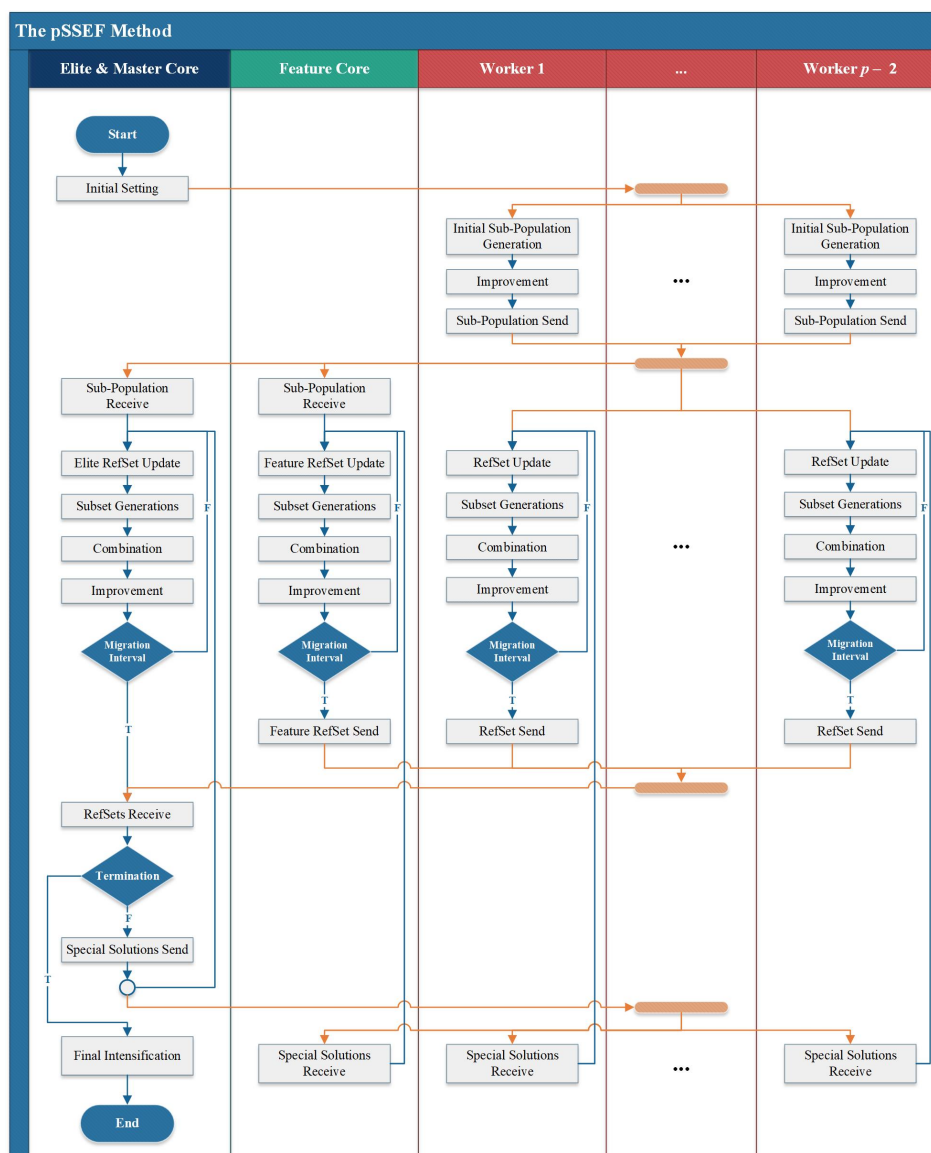 The pSSEF Method
Elite & Master Core
Feature Core
Worker 1
...
Worker p – 2
Start
Initial Setting
Initial Sub-Population
Generation
Initial Sub-Population
Generation
Improvement
...
Improvement
Sub-Population Send
Sub-Population Send
Sub-Population
Receive
Sub-Population
Receive
Elite RefSet Update
Feature RefSet Update
RefSet Update
RefSet Update
Subset Generations
F
Subset Generations
F
Subset Generations
F
Subset Generations
F
Combination
Combination
Combination
...
Combination
Improvement
Improvement
Improvement
Improvement
Migration
Interval
Migration
Interval
Migration
Interval
Migration
Interval
T
T
T
T
Feature RefSet Send
RefSet Send
RefSet Send
RefSets Receive
Termination
F
Special Solutions Send
T
Final Intensification
Special Solutions
Receive
Special Solutions
Receive
...
Special Solutions
Receive
End